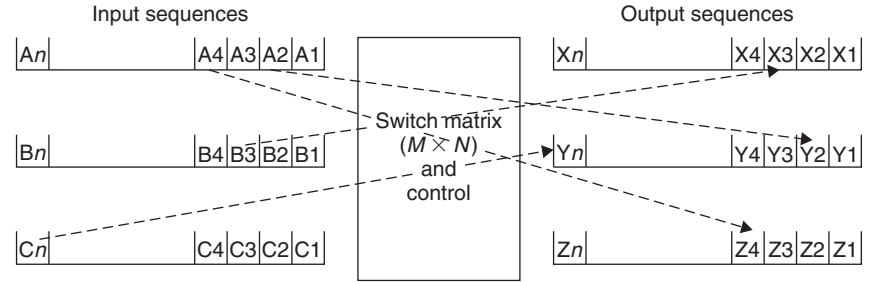 Input sequences
Output sequences
An A4 A3 A2 A1
Xn X4 X3 X2 X1
Switch matrix
(M × N)
and
control
Bn B4 B3 B2 B1
Yn Y4 Y3 Y2 Y1
Cn C4 C3 C2 C1
Zn Z4 Z3 Z2 Z1